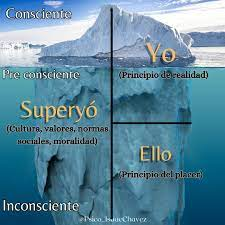 Consciente
Yo
Pre consciente
(Principio de realidad)
Superyó
(Cultura, valores, normas
sociales, moralidad)
Ello
(Principio del placer)
Inconsciente
@Psico_IsaacChavez